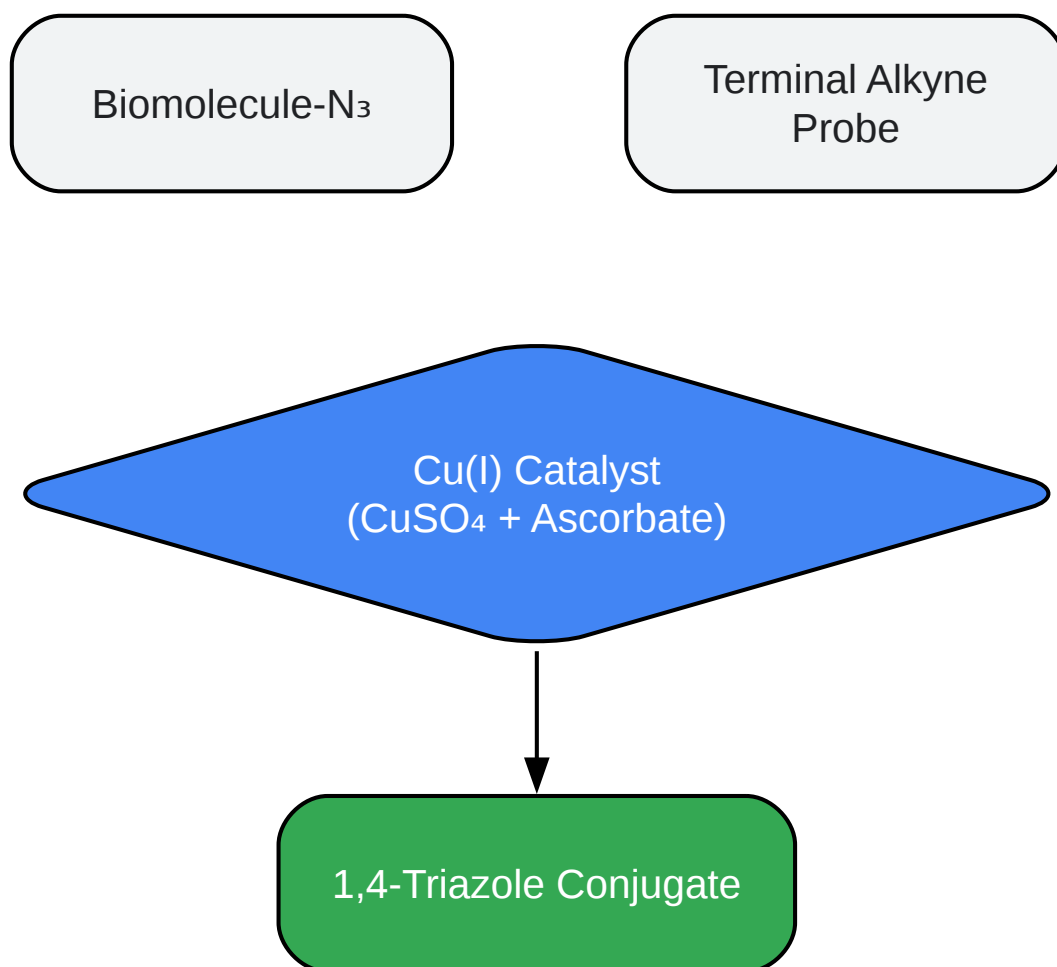 Biomolecule-N₃
Terminal Alkyne
Probe
Cu(I) Catalyst
(CuSO₄ + Ascorbate)
1,4-Triazole Conjugate